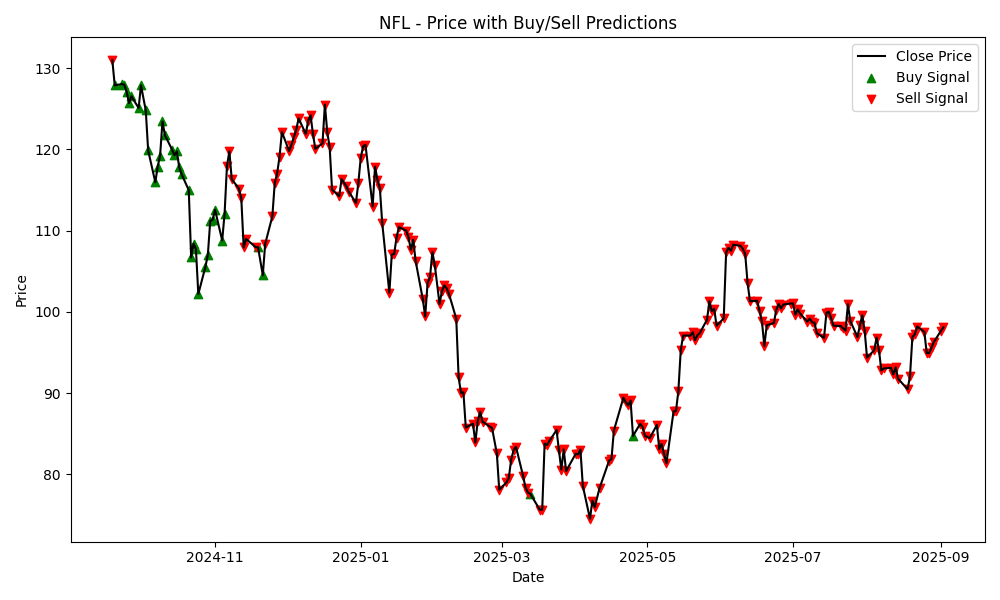 NFL - Price with Buy/Sell Predictions
Close Price
Buy Signal
Sell Signal
130
120
110
100
90
80
Price
2024-11
2025-01
2025-03
2025-05
2025-07
2025-09
Date